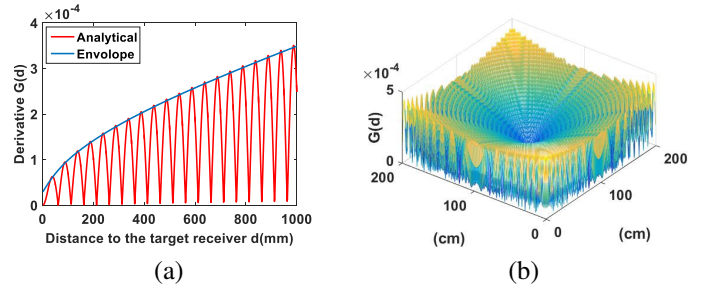 ×10⁻⁴
4
3
2
1
0
Derivative G(d)
Analytical
Envolope
0 200 400 600 800 1000
Distance to the target receiver d(mm)
(a)
×10⁻⁴
5
0
G(d)
200
100
0
(cm)
200
100
0
(cm)
(b)